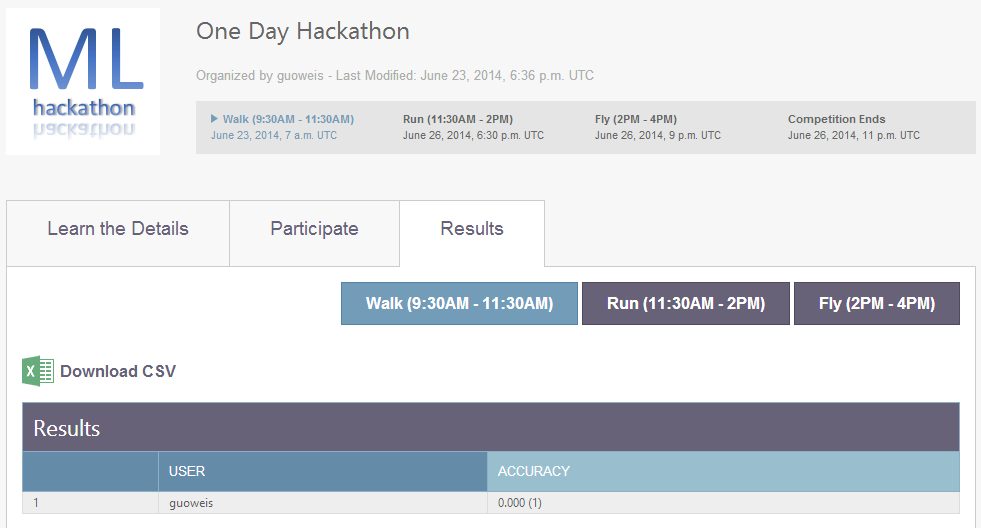 ML
hackathon
One Day Hackathon
Organized by guoweis - Last Modified: June 23, 2014, 6:36 p.m. UTC
Walk (9:30AM - 11:30AM)
June 23, 2014, 7 a.m. UTC
Run (11:30AM - 2PM)
June 26, 2014, 6:30 p.m. UTC
Fly (2PM - 4PM)
June 26, 2014, 9 p.m. UTC
Competition Ends
June 26, 2014, 11 p.m. UTC
Learn the Details
Participate
Results
Walk (9:30AM - 11:30AM)
Run (11:30AM - 2PM)
Fly (2PM - 4PM)
Download CSV
Results
USER ACCURACY
1 guoweis 0.000 (1)